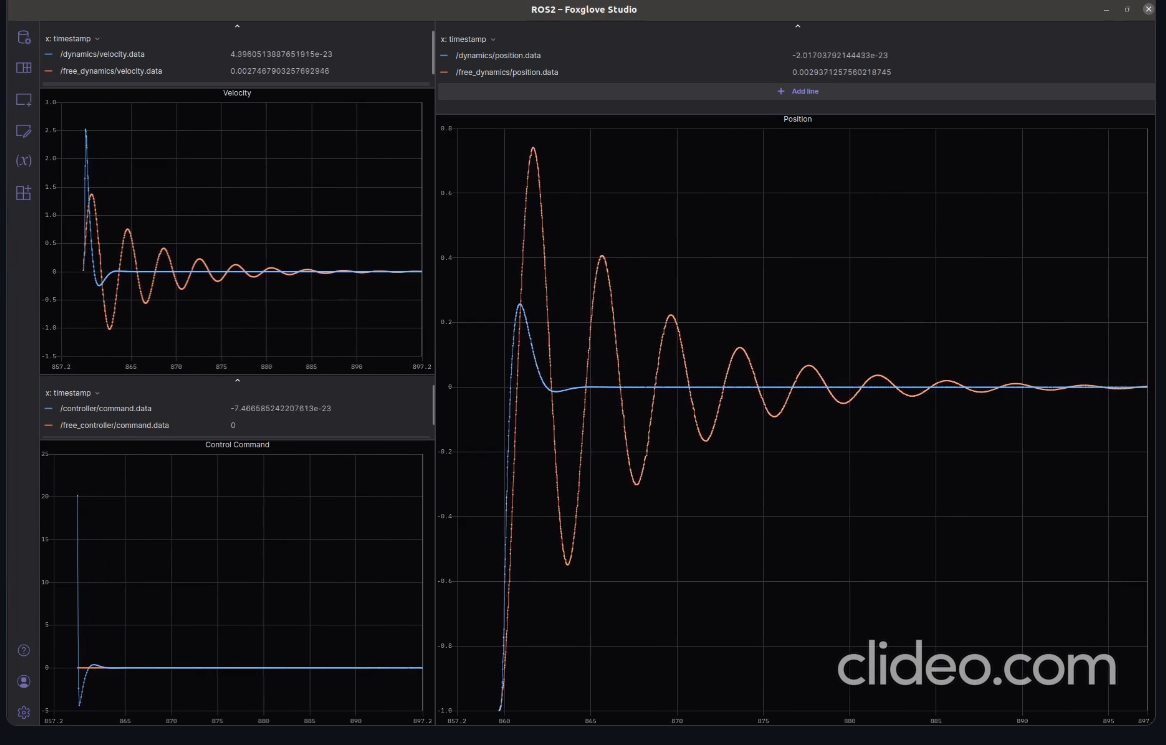 ROS2 – Foxglove Studio
x: timestamp
/dynamics/velocity.data 4.3960513887651915e-23
/free_dynamics/velocity.data 0.0027467903257692946
Velocity
3.0
2.5
2.0
1.5
1.0
0.5
0
-0.5
-1.0
-1.5
857.2 865 870 875 880 885 890 897.2
x: timestamp
/controller/command.data -7.466585242207613e-23
/free_controller/command.data 0
Control Command
25
20
15
10
5
0
-5
857.2 865 870 875 880 885 890 897.2
x: timestamp
/dynamics/position.data -2.01703792144433e-23
/free_dynamics/position.data 0.0029371257560218745
+ Add line
Position
0.8
0.6
0.4
0.2
0
-0.2
-0.4
-0.6
-0.8
-1.0
857.2 860 865 870 875 880 885 890 895 897.2
clideo.com